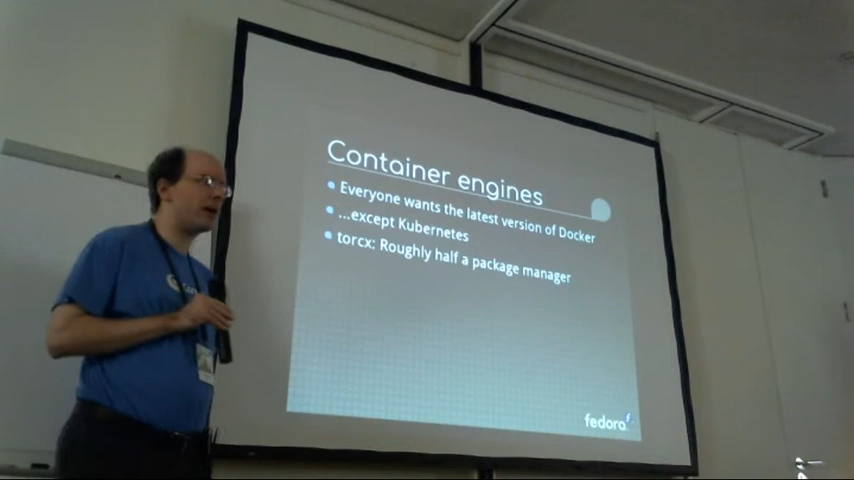 Container engines
Everyone wants the latest version of Docker
...except Kubernetes
torcx: Roughly half a package manager
fedora